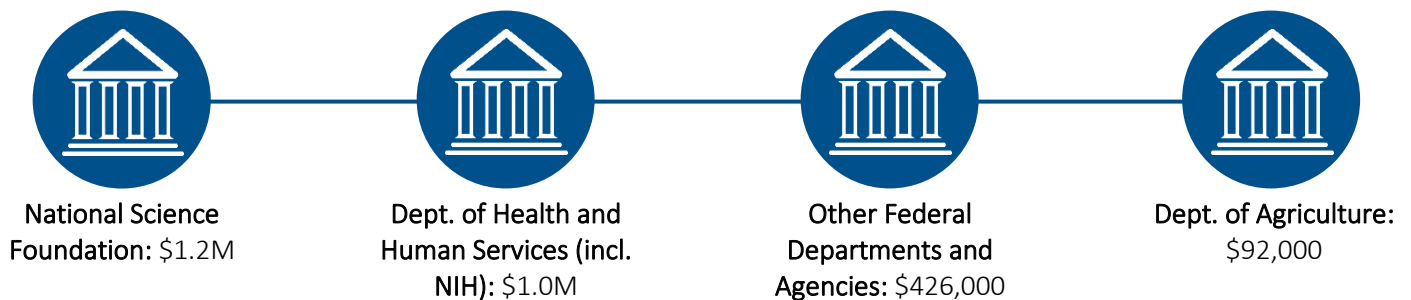 National Science
Foundation: $1.2M
Dept. of Health and
Human Services (incl.
NIH): $1.0M
Other Federal
Departments and
Agencies: $426,000
Dept. of Agriculture:
$92,000